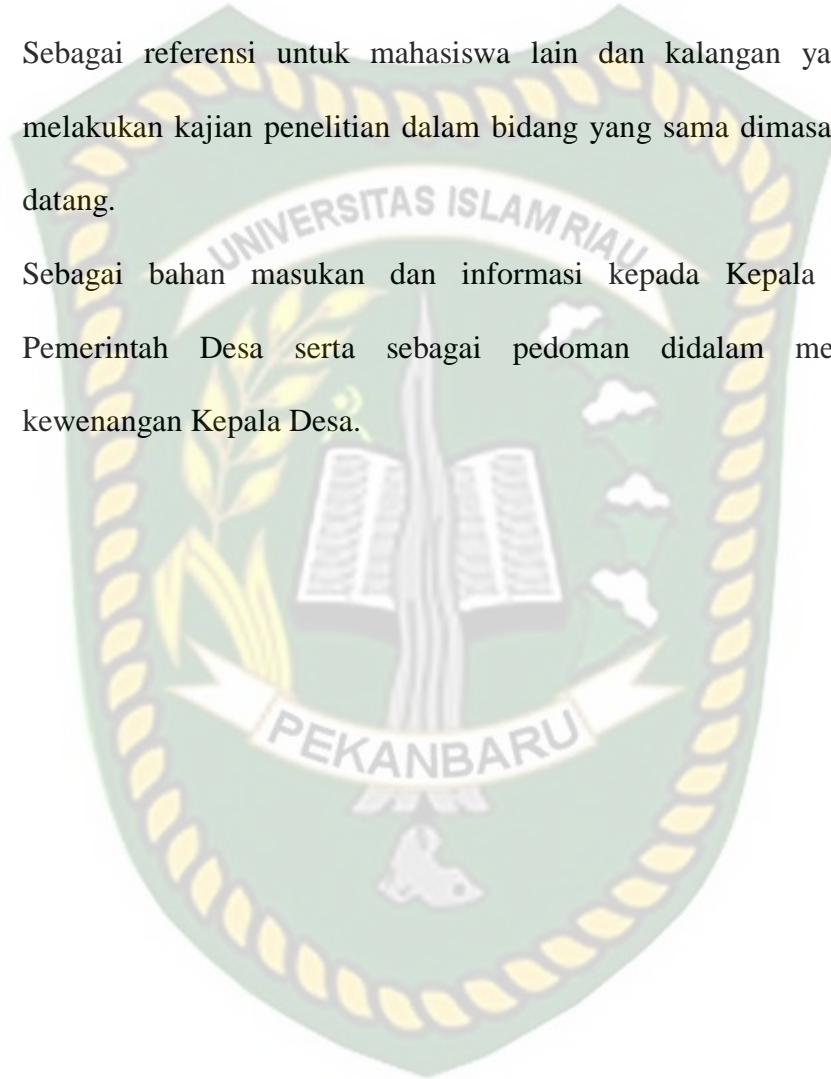 Sebagai referensi untuk mahasiswa lain dan kalangan ya
melakukan kajian penelitian dalam bidang yang sama dimasa
datang.
UNIVERSITAS ISLAM RIAU
Sebagai bahan masukan dan informasi kepada Kepala
Pemerintah Desa serta sebagai pedoman didalam me
kewenangan Kepala Desa.
PEKANBARU